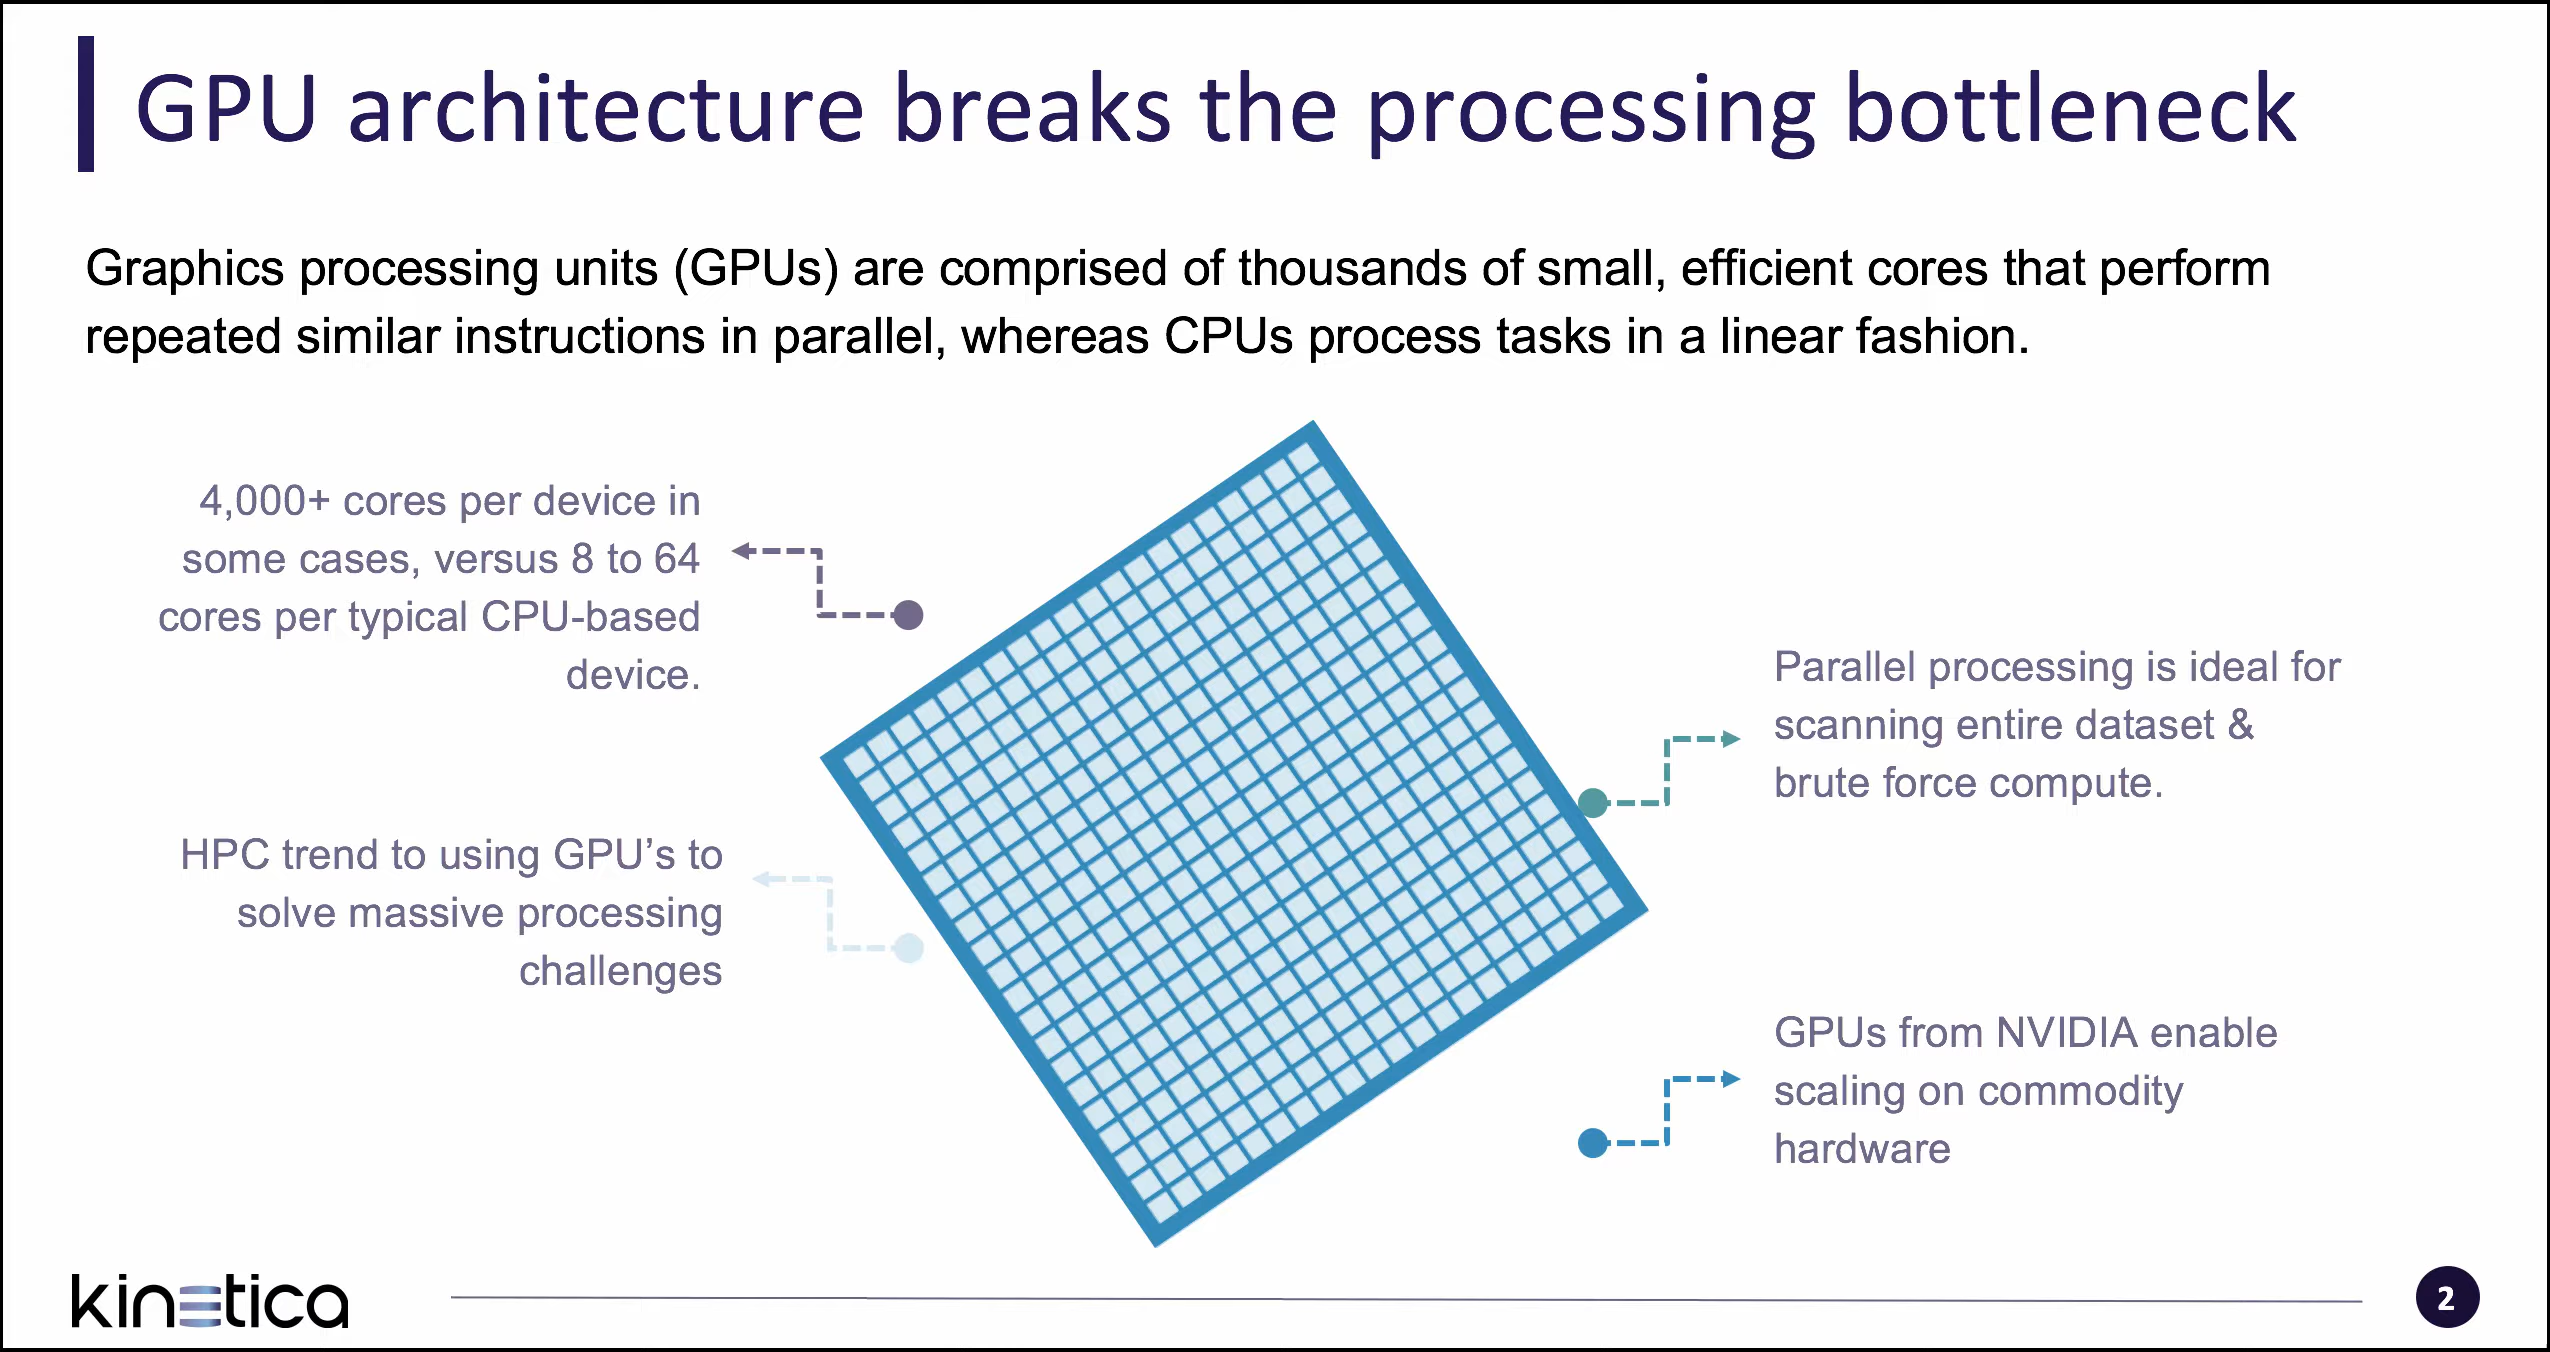 GPU architecture breaks the processing bottleneck
Graphics processing units (GPUs) are comprised of thousands of small, efficient cores that perform
repeated similar instructions in parallel, whereas CPUs process tasks in a linear fashion.
4,000+ cores per device in
some cases, versus 8 to 64
cores per typical CPU-based
device.
HPC trend to using GPU’s to
solve massive processing
challenges
Parallel processing is ideal for
scanning entire dataset &
brute force compute.
GPUs from NVIDIA enable
scaling on commodity
hardware
kinetica
2